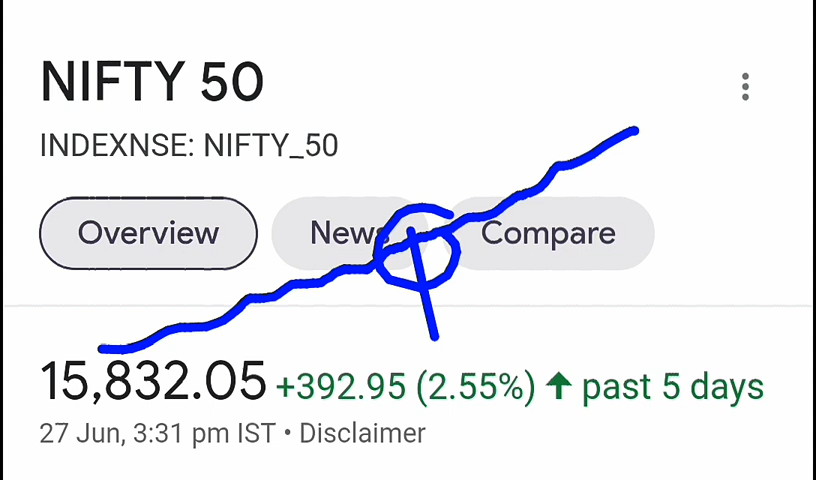 NIFTY 50
INDEXNSE: NIFTY_50
Overview News Compare
15,832.05 +392.95 (2.55%) ↑ past 5 days
27 Jun, 3:31 pm IST • Disclaimer